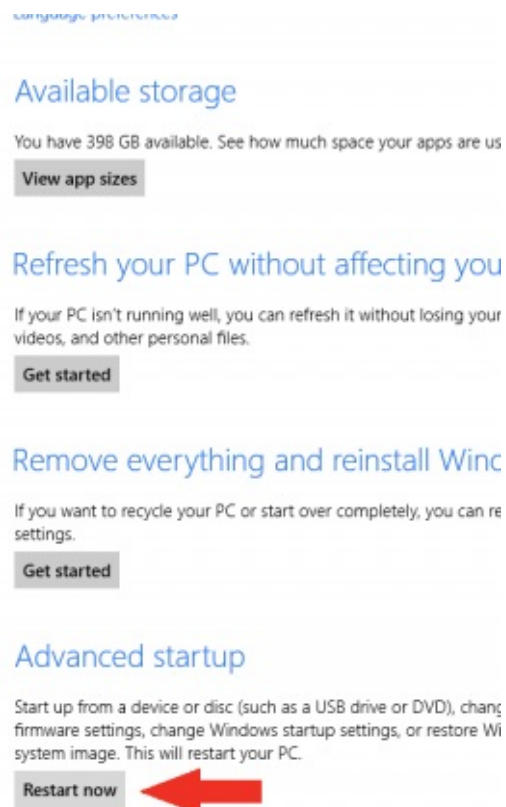 Language preferences
Available storage
You have 398 GB available. See how much space your apps are us
View app sizes
Refresh your PC without affecting you
If your PC isn't running well, you can refresh it without losing your
videos, and other personal files.
Get started
Remove everything and reinstall Wind
If you want to recycle your PC or start over completely, you can re
settings.
Get started
Advanced startup
Start up from a device or disc (such as a USB drive or DVD), chang
firmware settings, change Windows startup settings, or restore Wi
system image. This will restart your PC.
Restart now